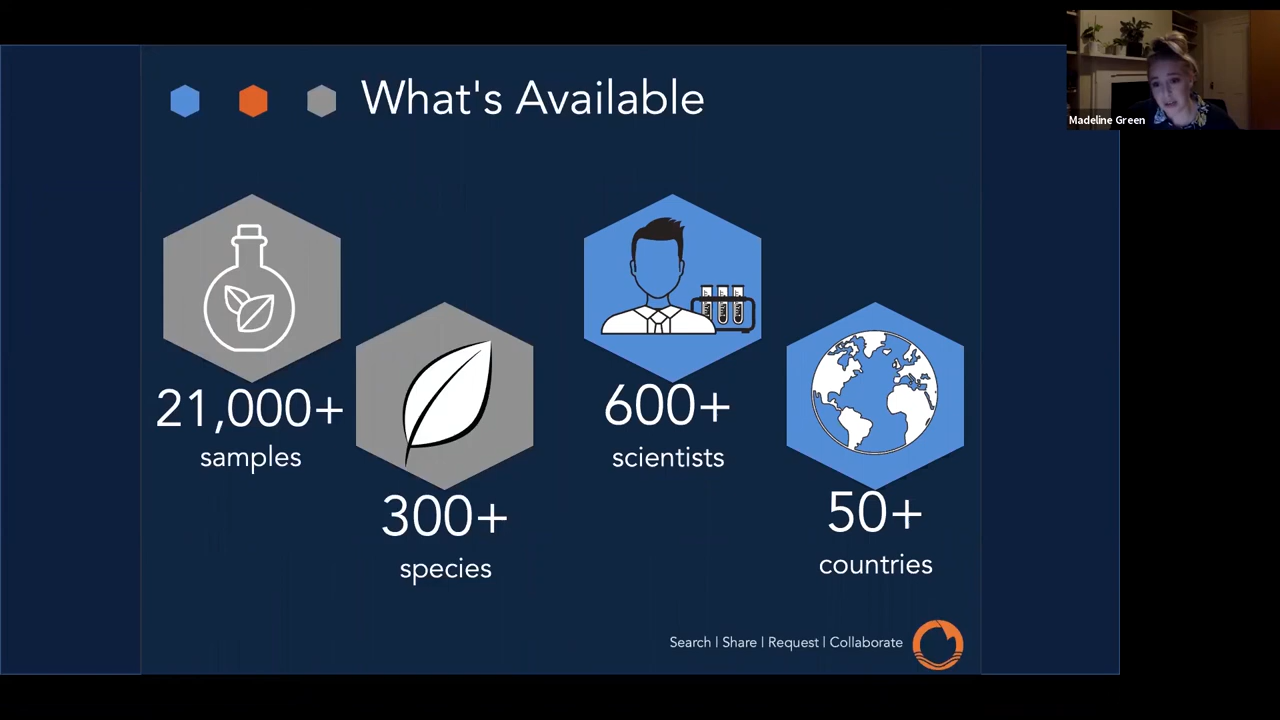 What's Available
Madeline Green
21,000+
samples
300+
species
600+
scientists
50+
countries
Search | Share | Request | Collaborate